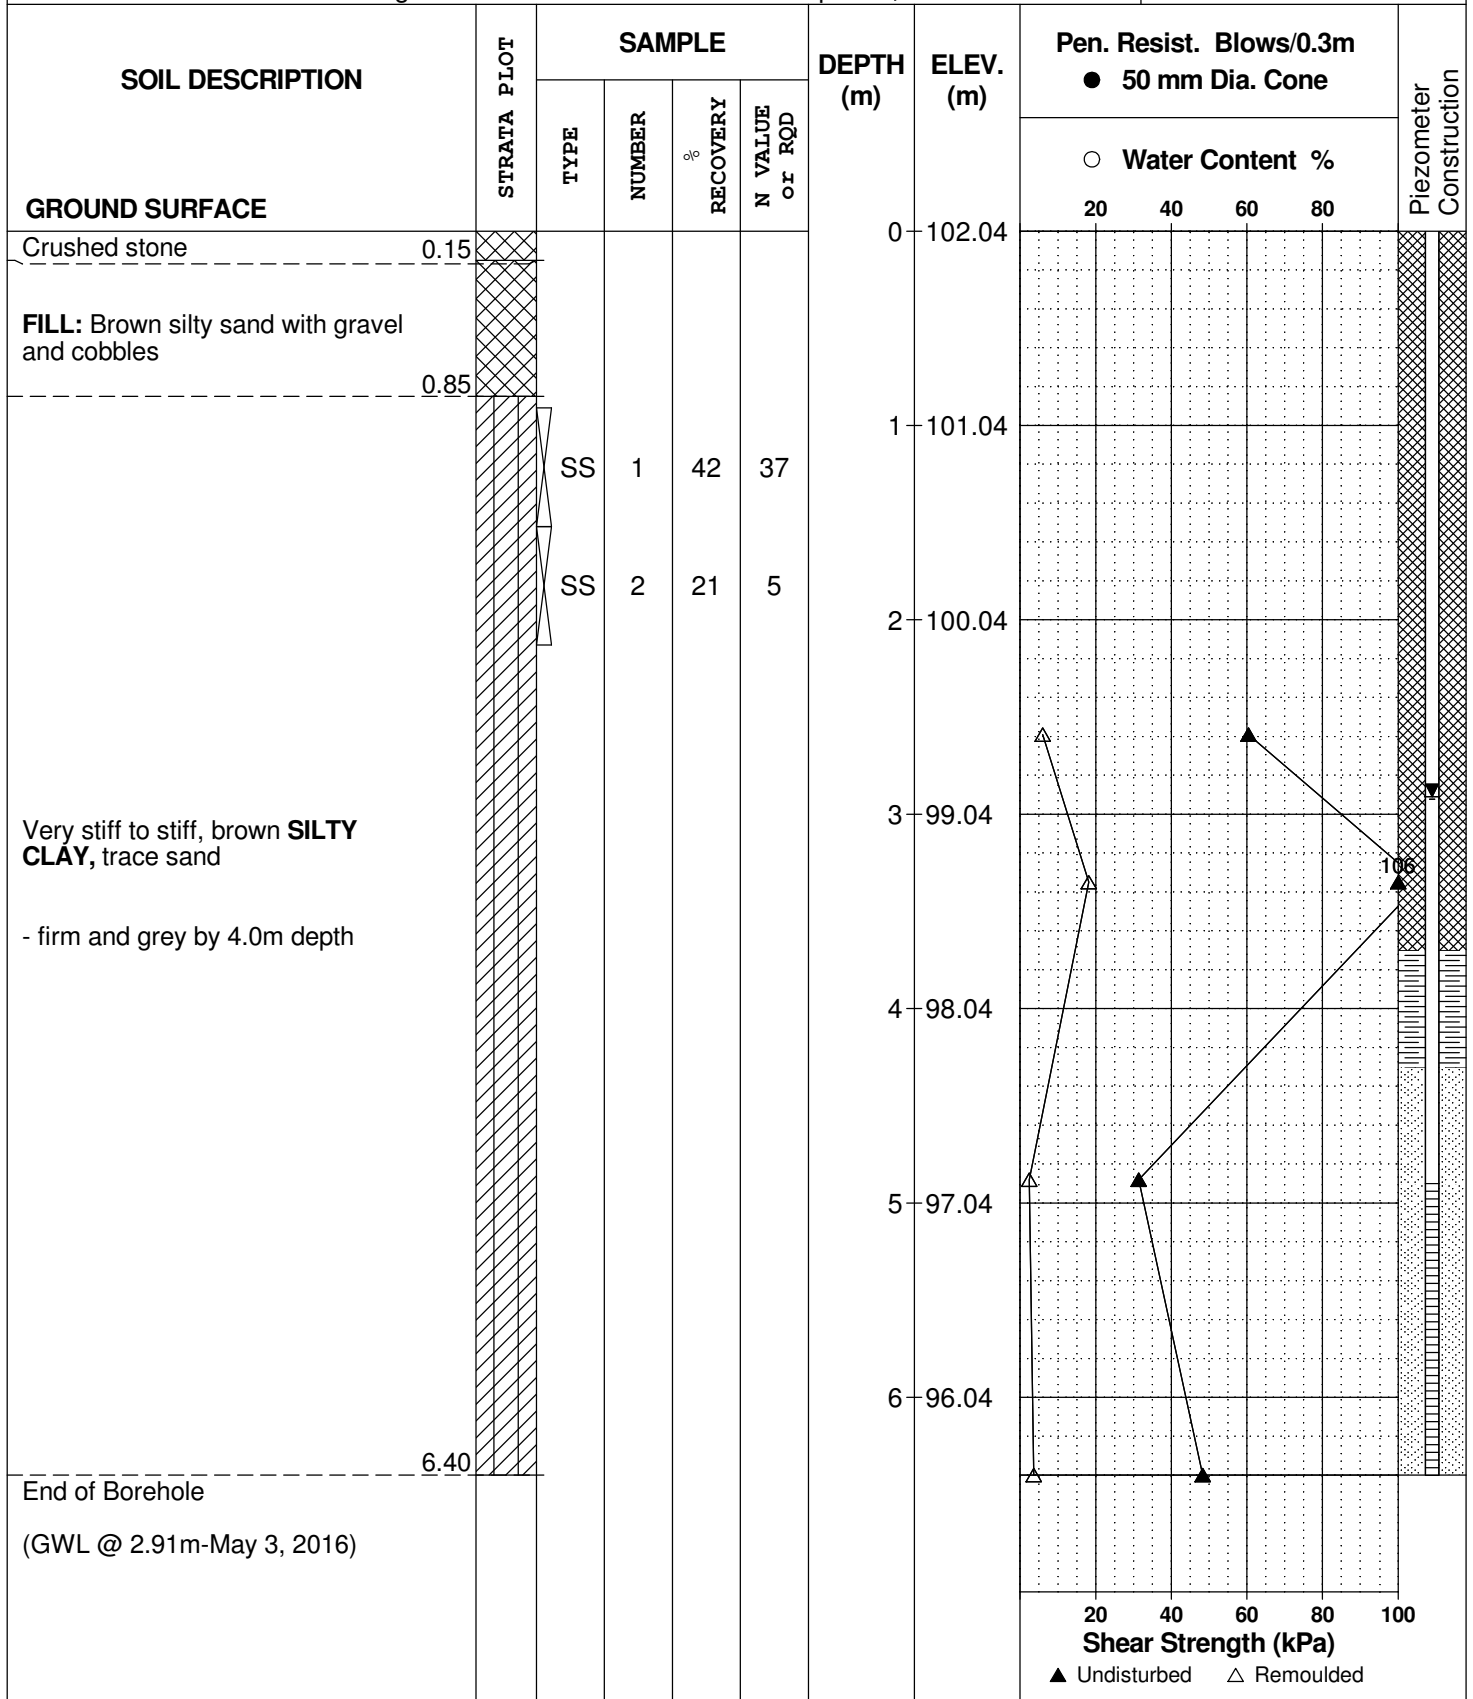 SOIL DESCRIPTION
GROUND SURFACE
STRATA PLOT
SAMPLE
TYPE
NUMBER
%
RECOVERY
N VALUE
or RQD
DEPTH
(m)
ELEV.
(m)
Pen. Resist. Blows/0.3m
● 50 mm Dia. Cone
○ Water Content %
20 40 60 80
Piezometer
Construction
0 102.04
Crushed stone 0.15
FILL: Brown silty sand with gravel
and cobbles
0.85
1 101.04
SS 1 42 37
SS 2 21 5
2 100.04
3 99.04
Very stiff to stiff, brown SILTY
CLAY, trace sand
106
- firm and grey by 4.0m depth
4 98.04
5 97.04
6 96.04
6.40
End of Borehole
(GWL @ 2.91m-May 3, 2016)
20 40 60 80 100
Shear Strength (kPa)
▲ Undisturbed △ Remoulded